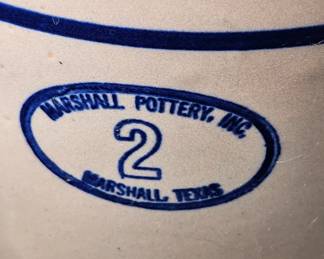 MARSHALL POTTERY, INC.
2
MARSHALL, TEXAS